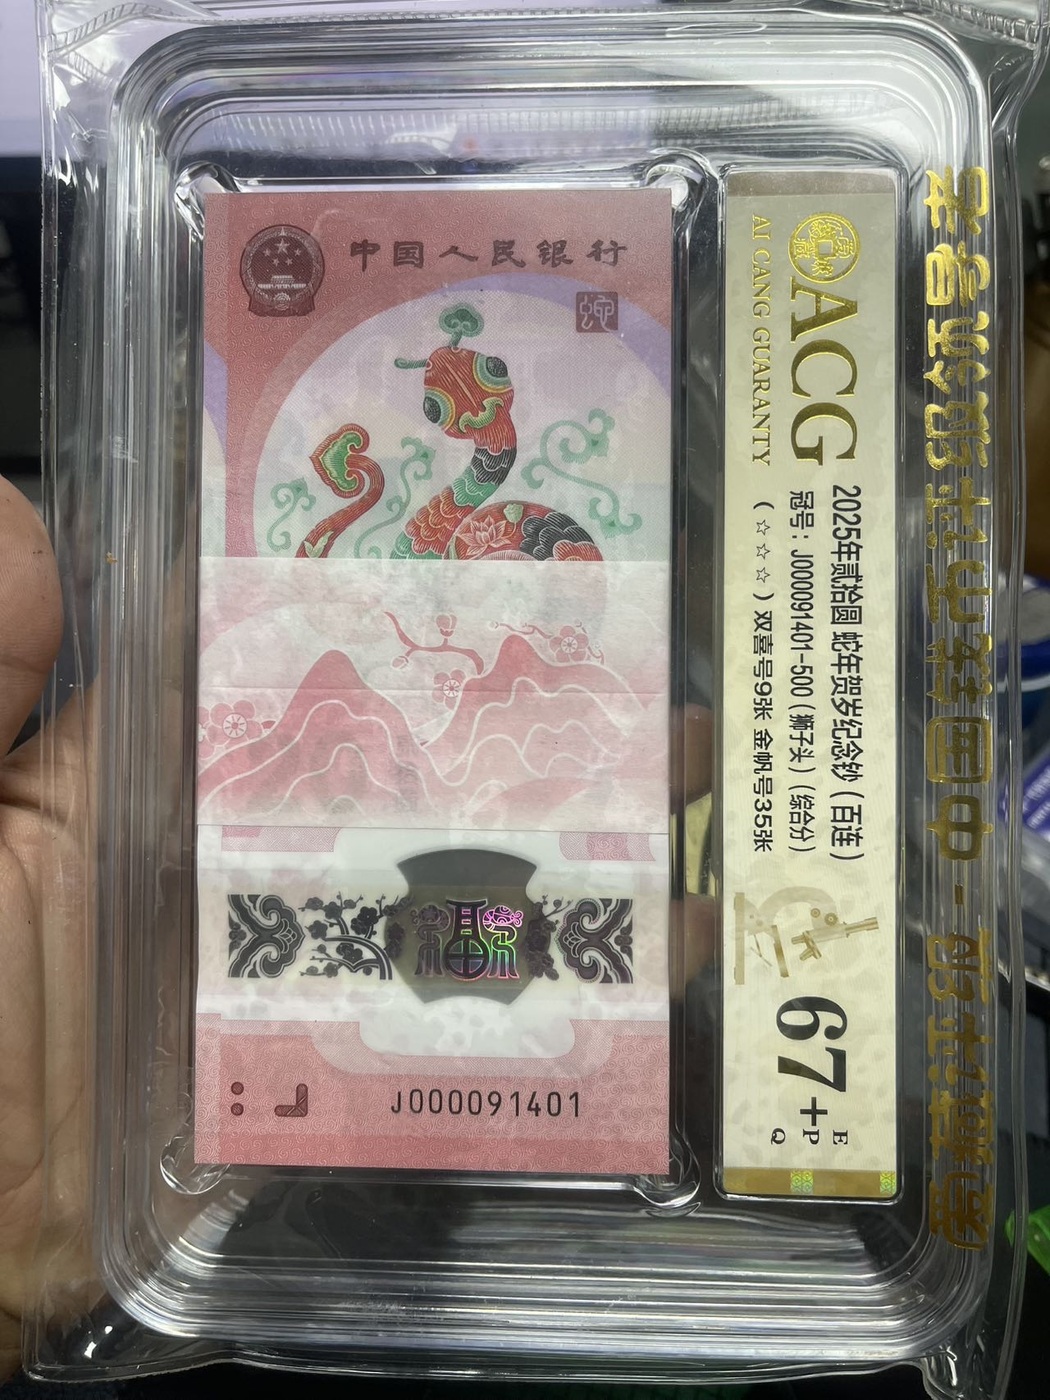 中国人民银行
福
J000091401
ACG
AI CANG GUARANTY
2025年贰拾圆 蛇年贺岁纪念钞(百连)
冠号:J000091401-500(狮子头)(综合分)
(☆☆☆)双喜号9张 金帆号35张
67+
E
P
Q